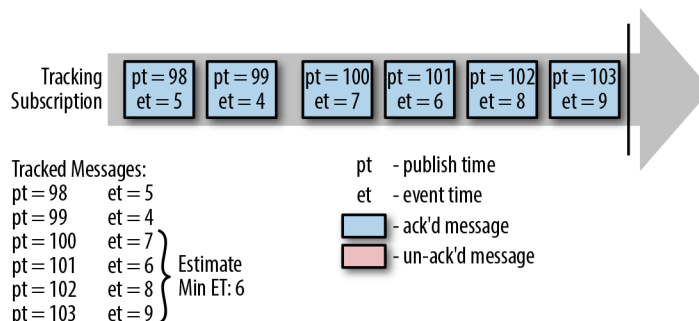 Tracking
Subscription
pt = 98
et = 5
pt = 99
et = 4
pt = 100
et = 7
pt = 101
et = 6
pt = 102
et = 8
pt = 103
et = 9
Tracked Messages:
pt = 98 et = 5
pt = 99 et = 4
pt = 100 et = 7
pt = 101 et = 6
pt = 102 et = 8
pt = 103 et = 9
Estimate
Min ET: 6
pt - publish time
et - event time
- ack'd message
- un-ack'd message